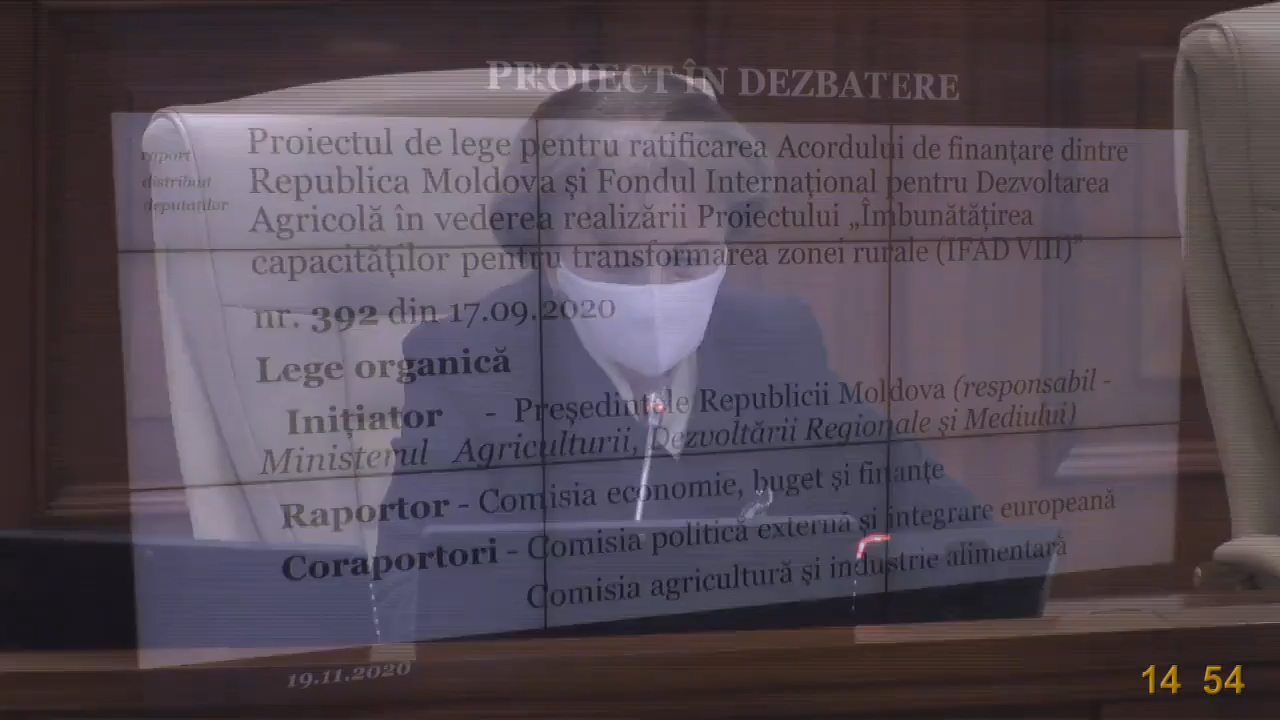 PROIECT ÎN DEZBATERE
raport
distribuit
deputaților
Proiectul de lege pentru ratificarea Acordului de finanțare dintre
Republica Moldova și Fondul Internațional pentru Dezvoltarea
Agricolă în vederea realizării Proiectului „Îmbunătățirea
capacităților pentru transformarea zonei rurale (IFAD VIII)”
nr. 392 din 17.09.2020
Lege organică
Inițiator - Președintele Republicii Moldova (responsabil -
Ministerul Agriculturii, Dezvoltării Regionale și Mediului)
Raportor - Comisia economie, buget și finanțe
Coraportori - Comisia politică externă și integrare europeană
Comisia agricultură și industrie alimentară
19.11.2020
14 54